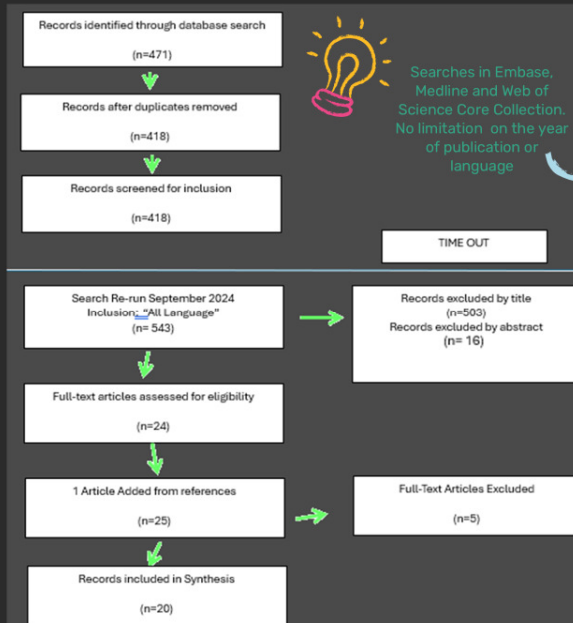 Records identified through database search
(n=471)
Searches in Embase,
Medline and Web of
Science Core Collection.
No limitation on the year
of publication or
language
Records after duplicates removed
(n=418)
Records screened for inclusion
(n=418)
TIME OUT
Search Re-run September 2024
Inclusion: “All Language”
(n= 543)
Records excluded by title
(n=503)
Records excluded by abstract
(n= 16)
Full-text articles assessed for eligibility
(n=24)
1 Article Added from references
(n=25)
Full-Text Articles Excluded
(n=5)
Records included in Synthesis
(n=20)